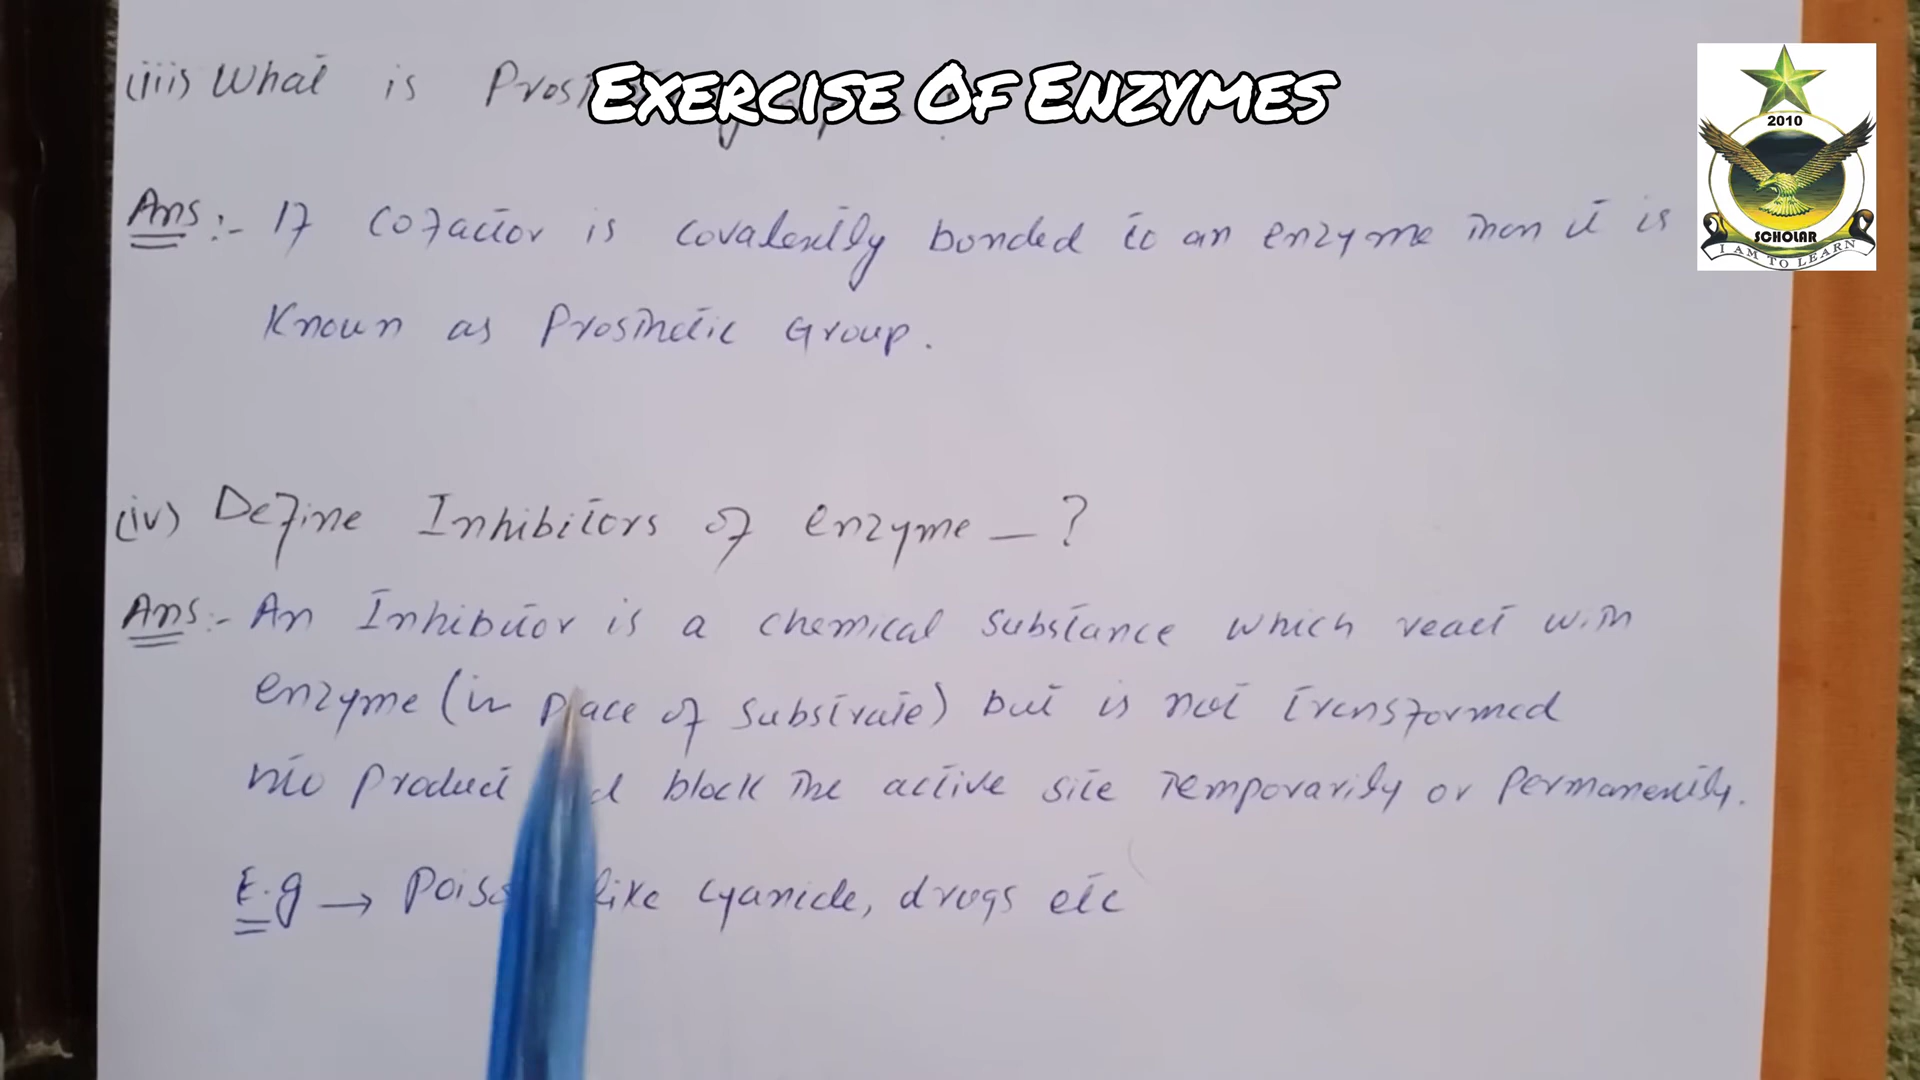 Exercise Of Enzymes
(iii) What is
Ans:- If cofactor is covalently bonded to an enzyme then it is
known as Prosthetic Group.
(iv) Define Inhibitors of enzyme — ?
Ans:- An Inhibitor is a chemical substance which react with
enzyme (in place of substrate) but is not transformed
into product block the active site Temporarily or permanently.
E.g → like cyanide, drugs etc
2010
SCHOLAR
I AM TO LEARN